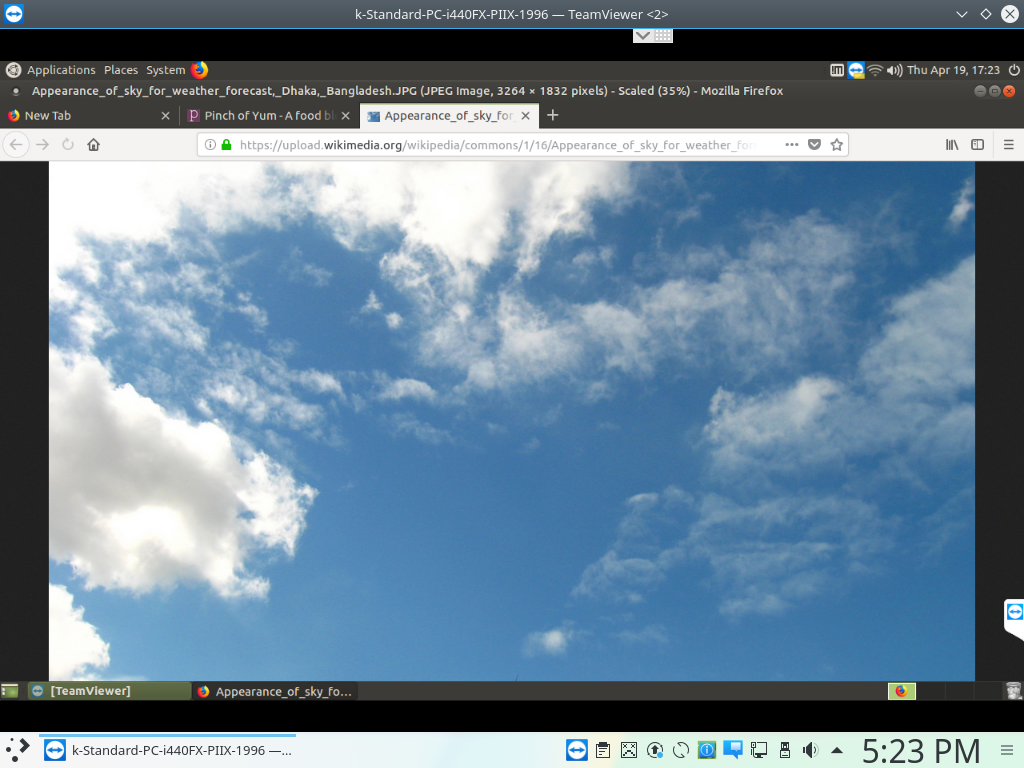 k-Standard-PC-i440FX-PIIX-1996 — TeamViewer <2>
Applications Places System
Thu Apr 19, 17:23
Appearance_of_sky_for_weather_forecast,_Dhaka,_Bangladesh.JPG (JPEG Image, 3264 × 1832 pixels) - Scaled (35%) - Mozilla Firefox
New Tab
Pinch of Yum - A food bl
Appearance_of_sky_for
https://upload.wikimedia.org/wikipedia/commons/1/16/Appearance_of_sky_for_weather_for
[TeamViewer]
Appearance_of_sky_fo...
k-Standard-PC-i440FX-PIIX-1996 —...
5:23 PM